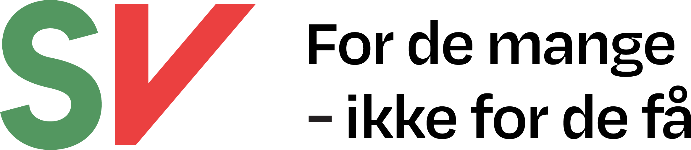 SV
For de mange
– ikke for de få